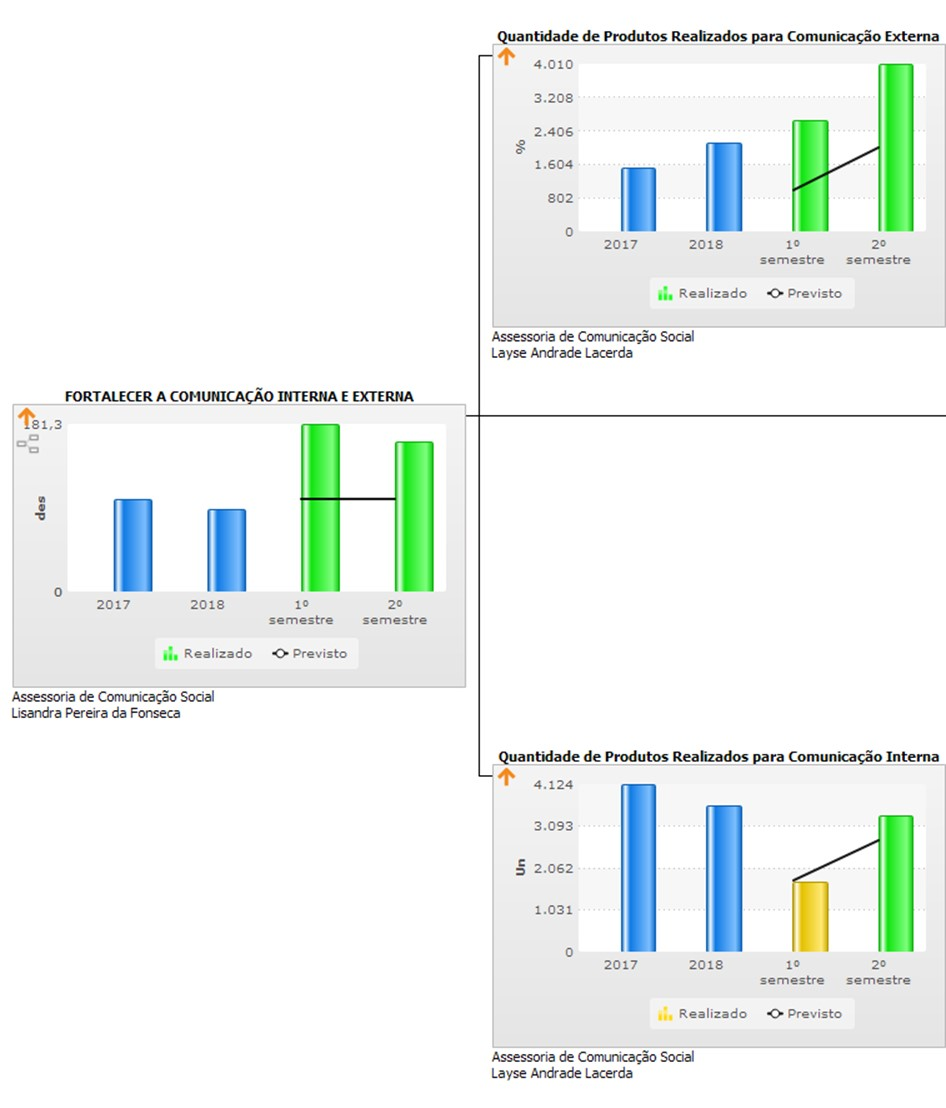 Quantidade de Produtos Realizados para Comunicação Externa
4.010
3.208
2.406
1.604
802
0
%
2017 2018 1º semestre 2º semestre
Realizado Previsto
Assessoria de Comunicação Social
Layse Andrade Lacerda
FORTALECER A COMUNICAÇÃO INTERNA E EXTERNA
181,3
0
des
2017 2018 1º semestre 2º semestre
Realizado Previsto
Assessoria de Comunicação Social
Lisandra Pereira da Fonseca
Quantidade de Produtos Realizados para Comunicação Interna
4.124
3.093
2.062
1.031
0
Un
2017 2018 1º semestre 2º semestre
Realizado Previsto
Assessoria de Comunicação Social
Layse Andrade Lacerda